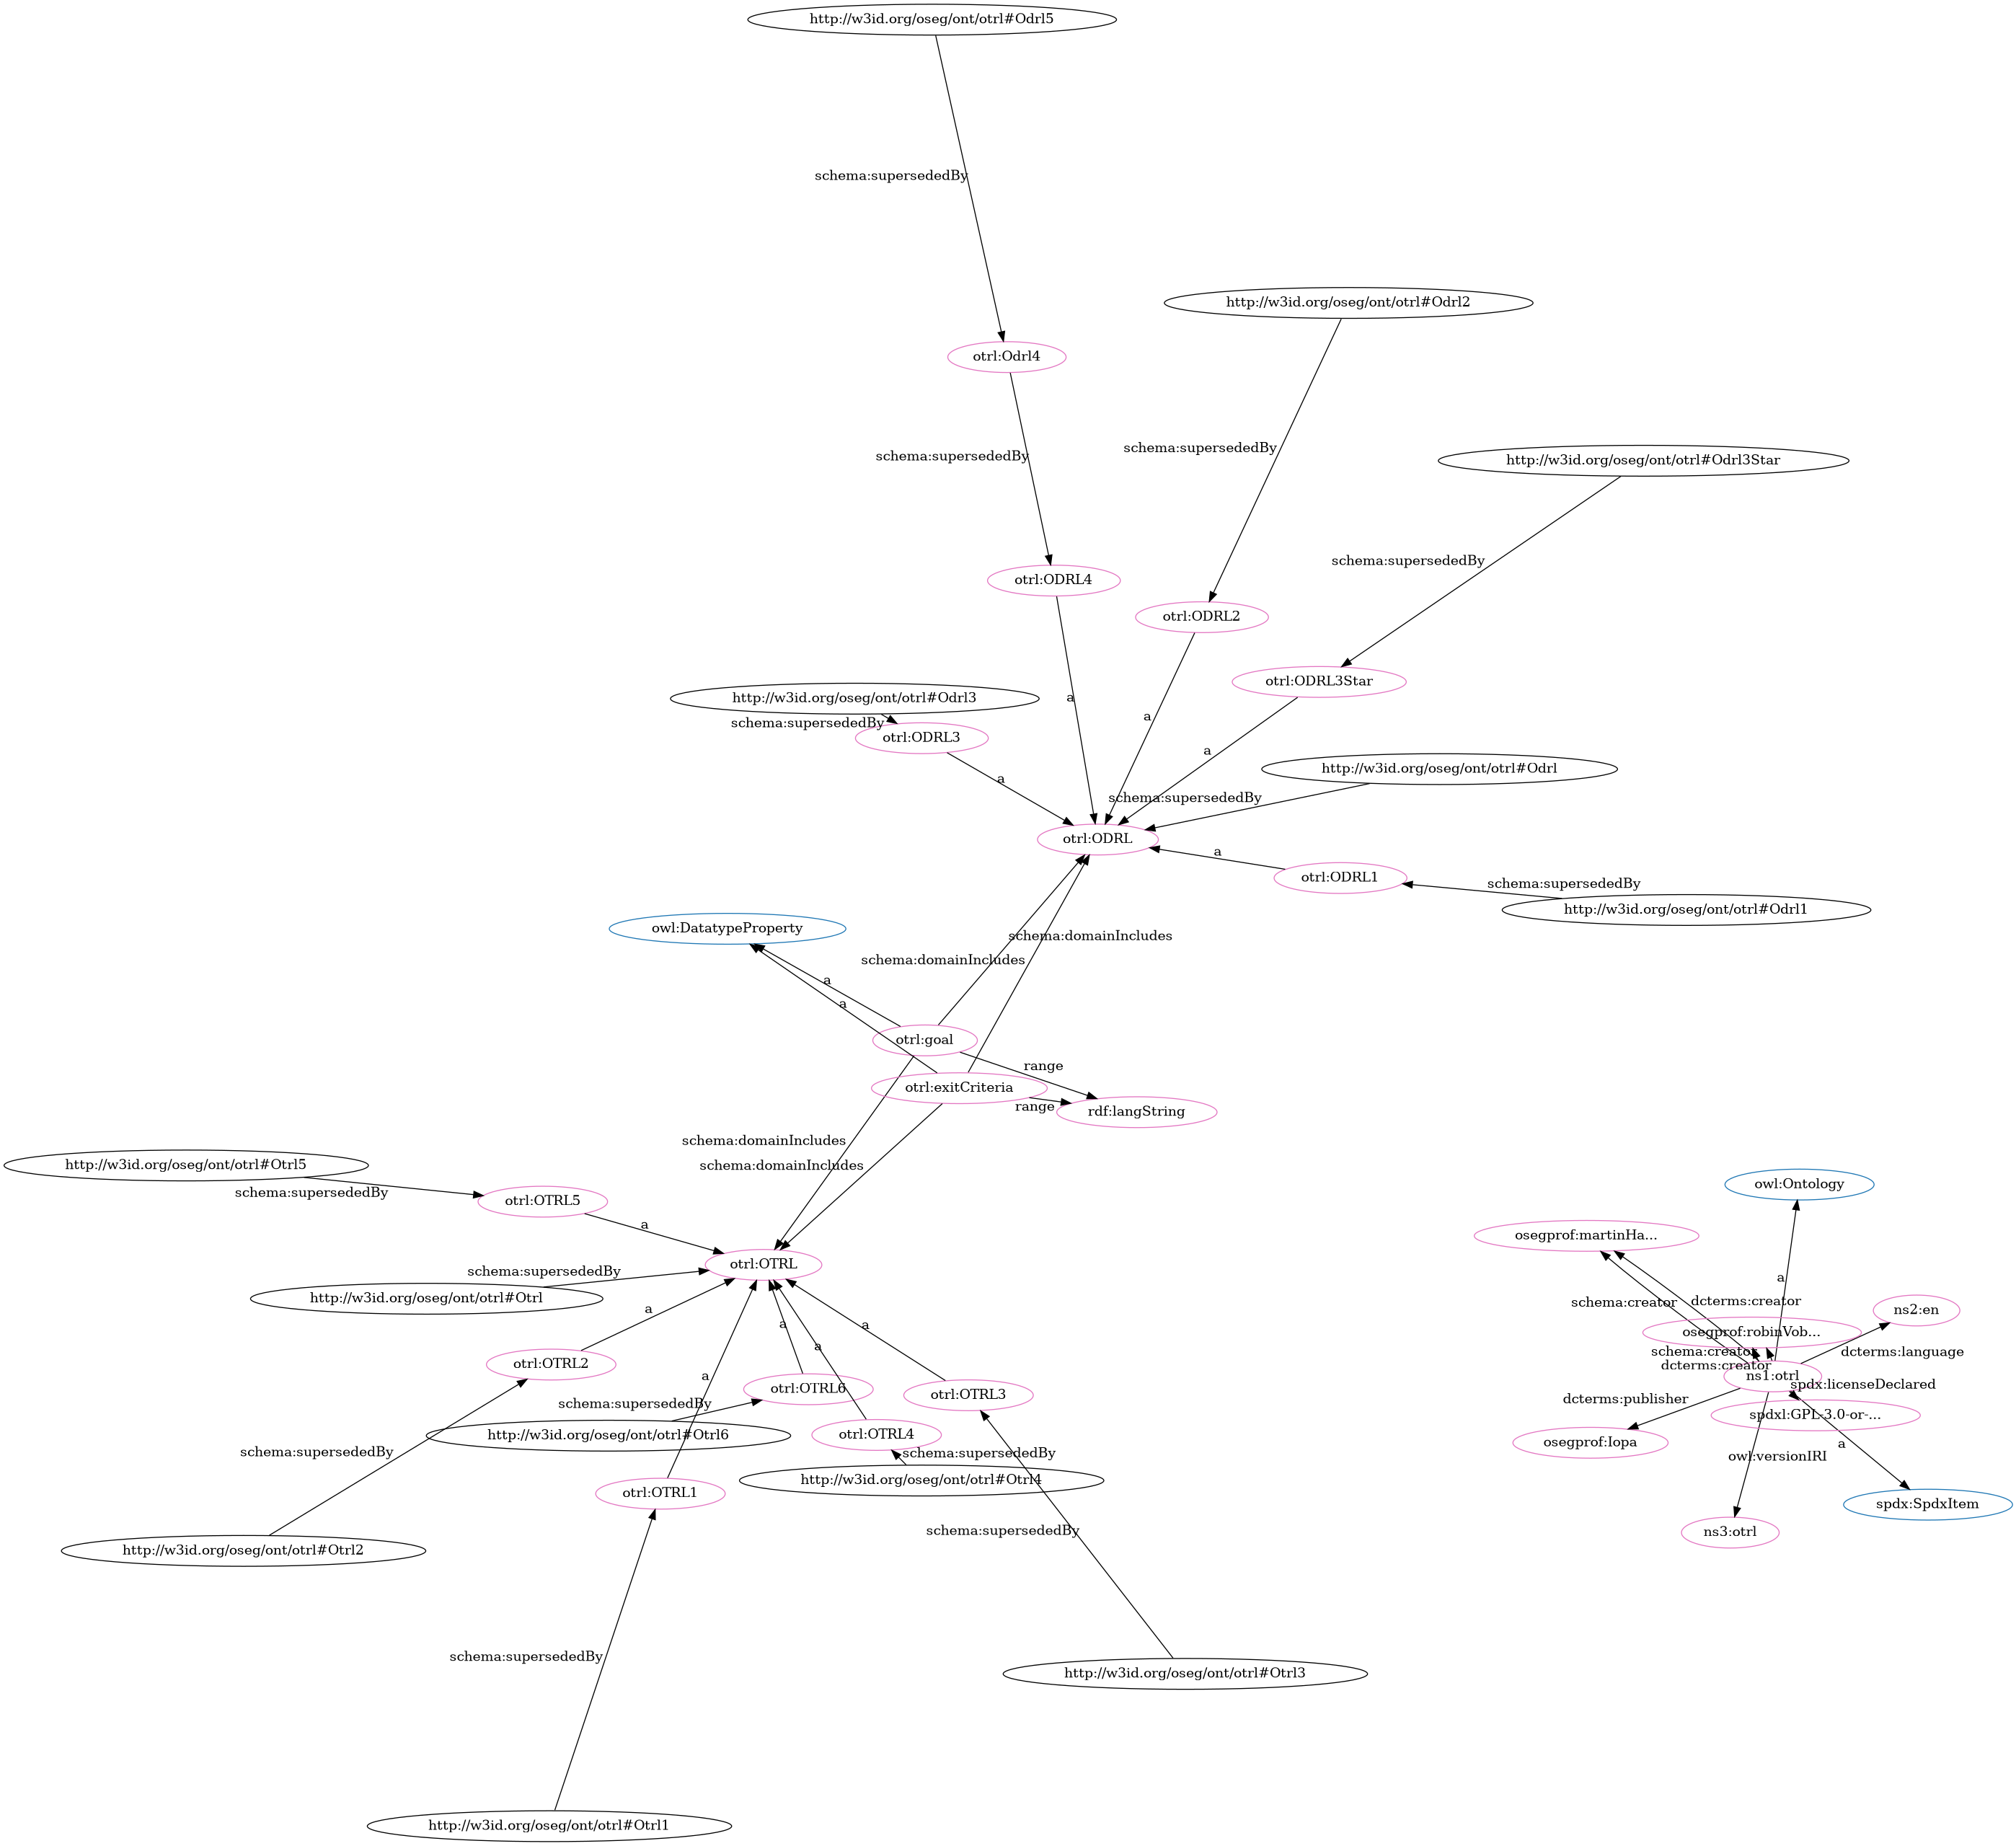 http://w3id.org/oseg/ont/otrl#Odrl5
schema:supersededBy
http://w3id.org/oseg/ont/otrl#Odrl2
otrl:Odrl4
schema:supersededBy
schema:supersededBy
http://w3id.org/oseg/ont/otrl#Odrl3Star
schema:supersededBy
otrl:ODRL4
otrl:ODRL2
otrl:ODRL3Star
http://w3id.org/oseg/ont/otrl#Odrl3
a
a
schema:supersededBy
otrl:ODRL3
a
a
http://w3id.org/oseg/ont/otrl#Odrl
schema:supersededBy
otrl:ODRL
a
otrl:ODRL1
schema:supersededBy
http://w3id.org/oseg/ont/otrl#Odrl1
owl:DatatypeProperty
schema:domainIncludes
schema:domainIncludes
a
a
otrl:goal
range
otrl:exitCriteria
range
rdf:langString
schema:domainIncludes
schema:domainIncludes
http://w3id.org/oseg/ont/otrl#Otrl5
schema:supersededBy
otrl:OTRL5
a
otrl:OTRL
schema:supersededBy
http://w3id.org/oseg/ont/otrl#Otrl
a
a
a
a
otrl:OTRL2
a
otrl:OTRL6
otrl:OTRL3
schema:supersededBy
http://w3id.org/oseg/ont/otrl#Otrl6
otrl:OTRL4
schema:supersededBy
schema:supersededBy
http://w3id.org/oseg/ont/otrl#Otrl4
otrl:OTRL1
schema:supersededBy
http://w3id.org/oseg/ont/otrl#Otrl2
schema:supersededBy
http://w3id.org/oseg/ont/otrl#Otrl3
http://w3id.org/oseg/ont/otrl#Otrl1
owl:Ontology
osegprof:martinHa...
a
schema:creator
dcterms:creator
ns2:en
osegprof:robinVob...
schema:creator
dcterms:creator
dcterms:language
ns1:otrl
spdx:licenseDeclared
dcterms:publisher
spdxl:GPL-3.0-or-...
osegprof:Iopa
a
owl:versionIRI
spdx:SpdxItem
ns3:otrl